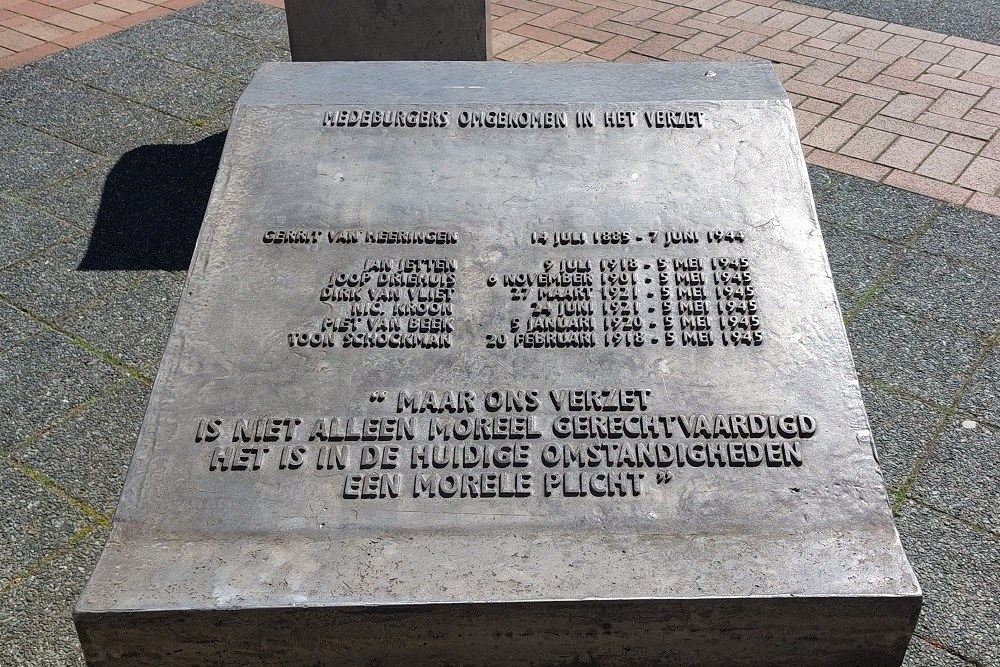 MEDEBURGERS OMGEKOMEN IN HET VERZET
GERRIT VAN HEERINGEN 14 JULI 1889 - 7 JUNI 1944
JAN IETTEN 9 JULI 1918 - 5 MEI 1945
JOOP DRIEHUIS 6 NOVEMBER 1901 - 5 MEI 1945
DIRK VAN VLIET 27 MAART 1921 - 5 MEI 1945
NIC. KROON 24 JUNI 1921 - 5 MEI 1945
PIET VAN BEEK 5 JANUARI 1920 - 5 MEI 1945
TOON SCHOCKMAN 20 FEBRUARI 1918 - 5 MEI 1945
" MAAR ONS VERZET
IS NIET ALLEEN MOREEL GERECHTVAARDIGD
HET IS IN DE HUIDIGE OMSTANDIGHEDEN
EEN MORELE PLICHT "